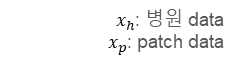 x_h: 병원 data
x_p: patch data